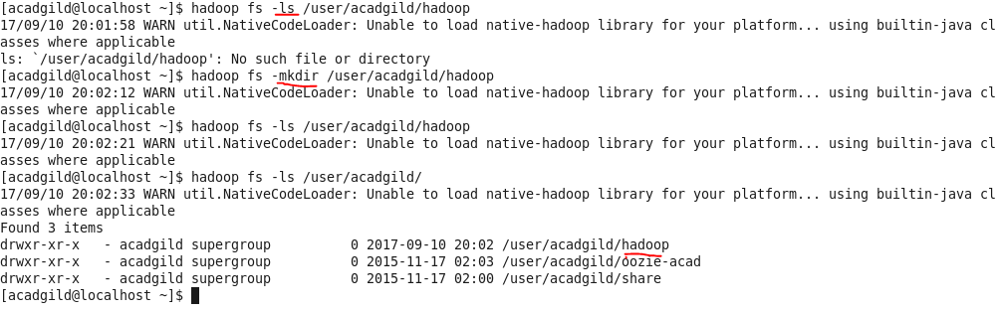 [acadgild@localhost ~]$ hadoop fs -ls /user/acadgild/hadoop
17/09/10 20:01:58 WARN util.NativeCodeLoader: Unable to load native-hadoop library for your platform... using builtin-java cl
asses where applicable
ls: `/user/acadgild/hadoop': No such file or directory
[acadgild@localhost ~]$ hadoop fs -mkdir /user/acadgild/hadoop
17/09/10 20:02:12 WARN util.NativeCodeLoader: Unable to load native-hadoop library for your platform... using builtin-java cl
asses where applicable
[acadgild@localhost ~]$ hadoop fs -ls /user/acadgild/hadoop
17/09/10 20:02:21 WARN util.NativeCodeLoader: Unable to load native-hadoop library for your platform... using builtin-java cl
asses where applicable
[acadgild@localhost ~]$ hadoop fs -ls /user/acadgild/
17/09/10 20:02:33 WARN util.NativeCodeLoader: Unable to load native-hadoop library for your platform... using builtin-java cl
asses where applicable
Found 3 items
drwxr-xr-x   - acadgild supergroup          0 2017-09-10 20:02 /user/acadgild/hadoop
drwxr-xr-x   - acadgild supergroup          0 2015-11-17 02:03 /user/acadgild/oozie-acad
drwxr-xr-x   - acadgild supergroup          0 2015-11-17 02:00 /user/acadgild/share
[acadgild@localhost ~]$